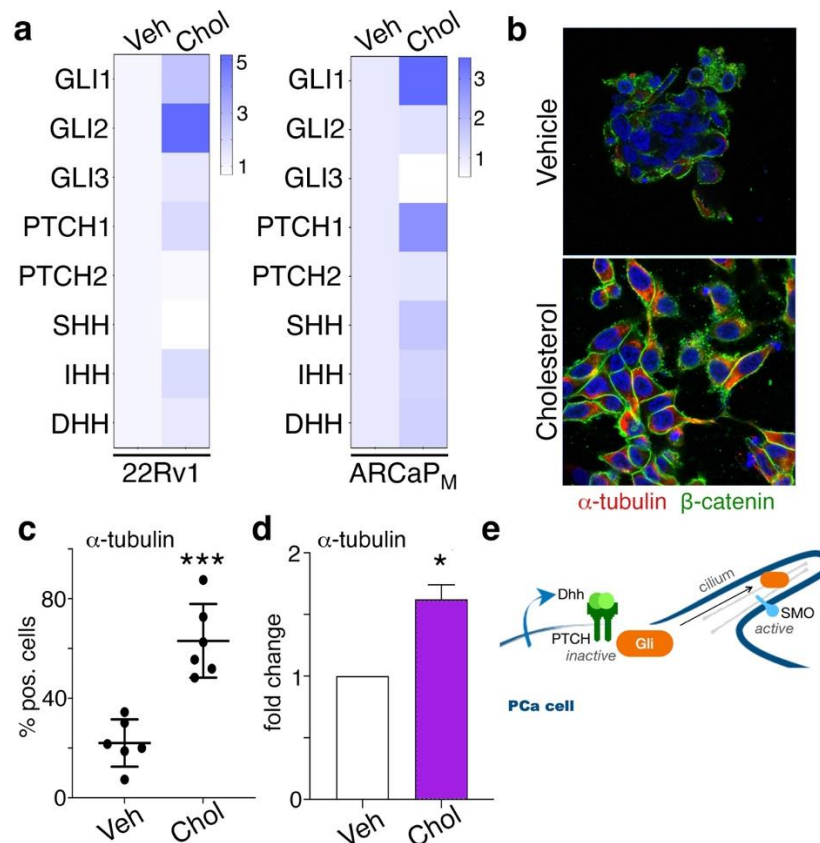 a
Veh Chol
GLI1
GLI2
GLI3
PTCH1
PTCH2
SHH
IHH
DHH
5
3
1
22Rv1
Veh Chol
GLI1
GLI2
GLI3
PTCH1
PTCH2
SHH
IHH
DHH
3
2
1
ARCaPM
b
Vehicle
Cholesterol
α-tubulin β-catenin
c
α-tubulin
***
% pos. cells
80
40
0
Veh Chol
d
α-tubulin
*
fold change
2
1
0
Veh Chol
e
cilium
Dhh
SMO
active
PTCH
inactive
Gli
PCa cell